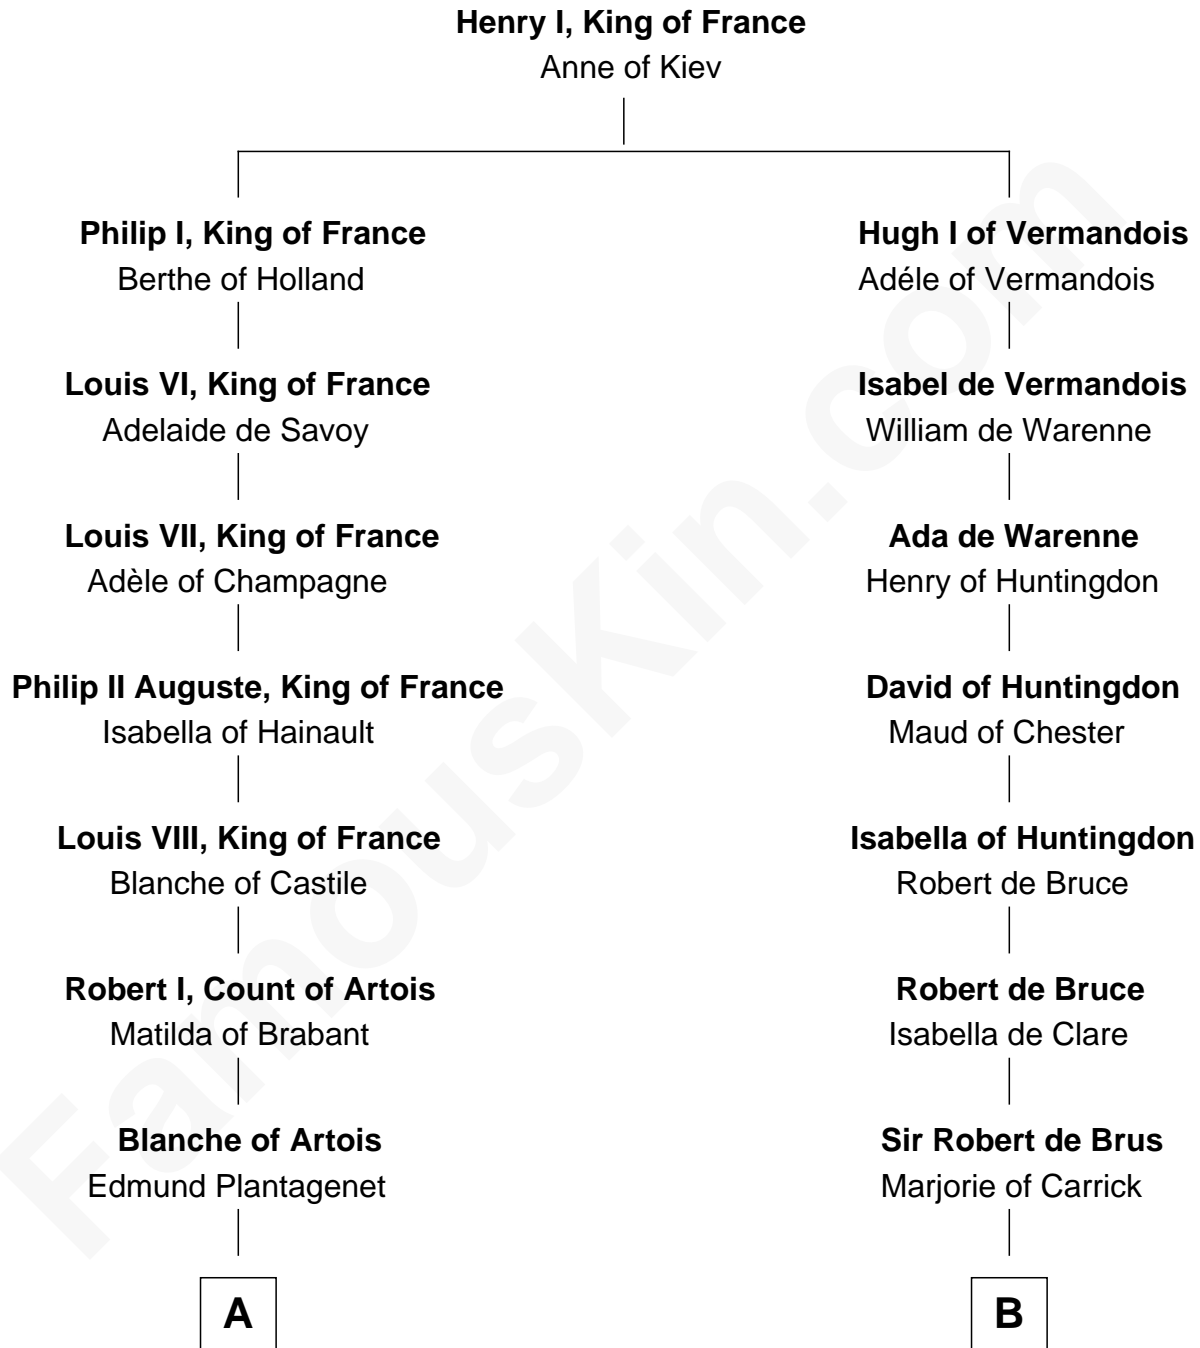 Henry I, King of France
Anne of Kiev
Philip I, King of France
Berthe of Holland
Hugh I of Vermandois
Adéle of Vermandois
Louis VI, King of France
Adelaide de Savoy
Isabel de Vermandois
William de Warenne
Louis VII, King of France
Adèle of Champagne
Ada de Warenne
Henry of Huntingdon
Philip II Auguste, King of France
Isabella of Hainault
David of Huntingdon
Maud of Chester
Louis VIII, King of France
Blanche of Castile
Isabella of Huntingdon
Robert de Bruce
Robert I, Count of Artois
Matilda of Brabant
Robert de Bruce
Isabella de Clare
Blanche of Artois
Edmund Plantagenet
Sir Robert de Brus
Marjorie of Carrick
A
B
FamousKin.com